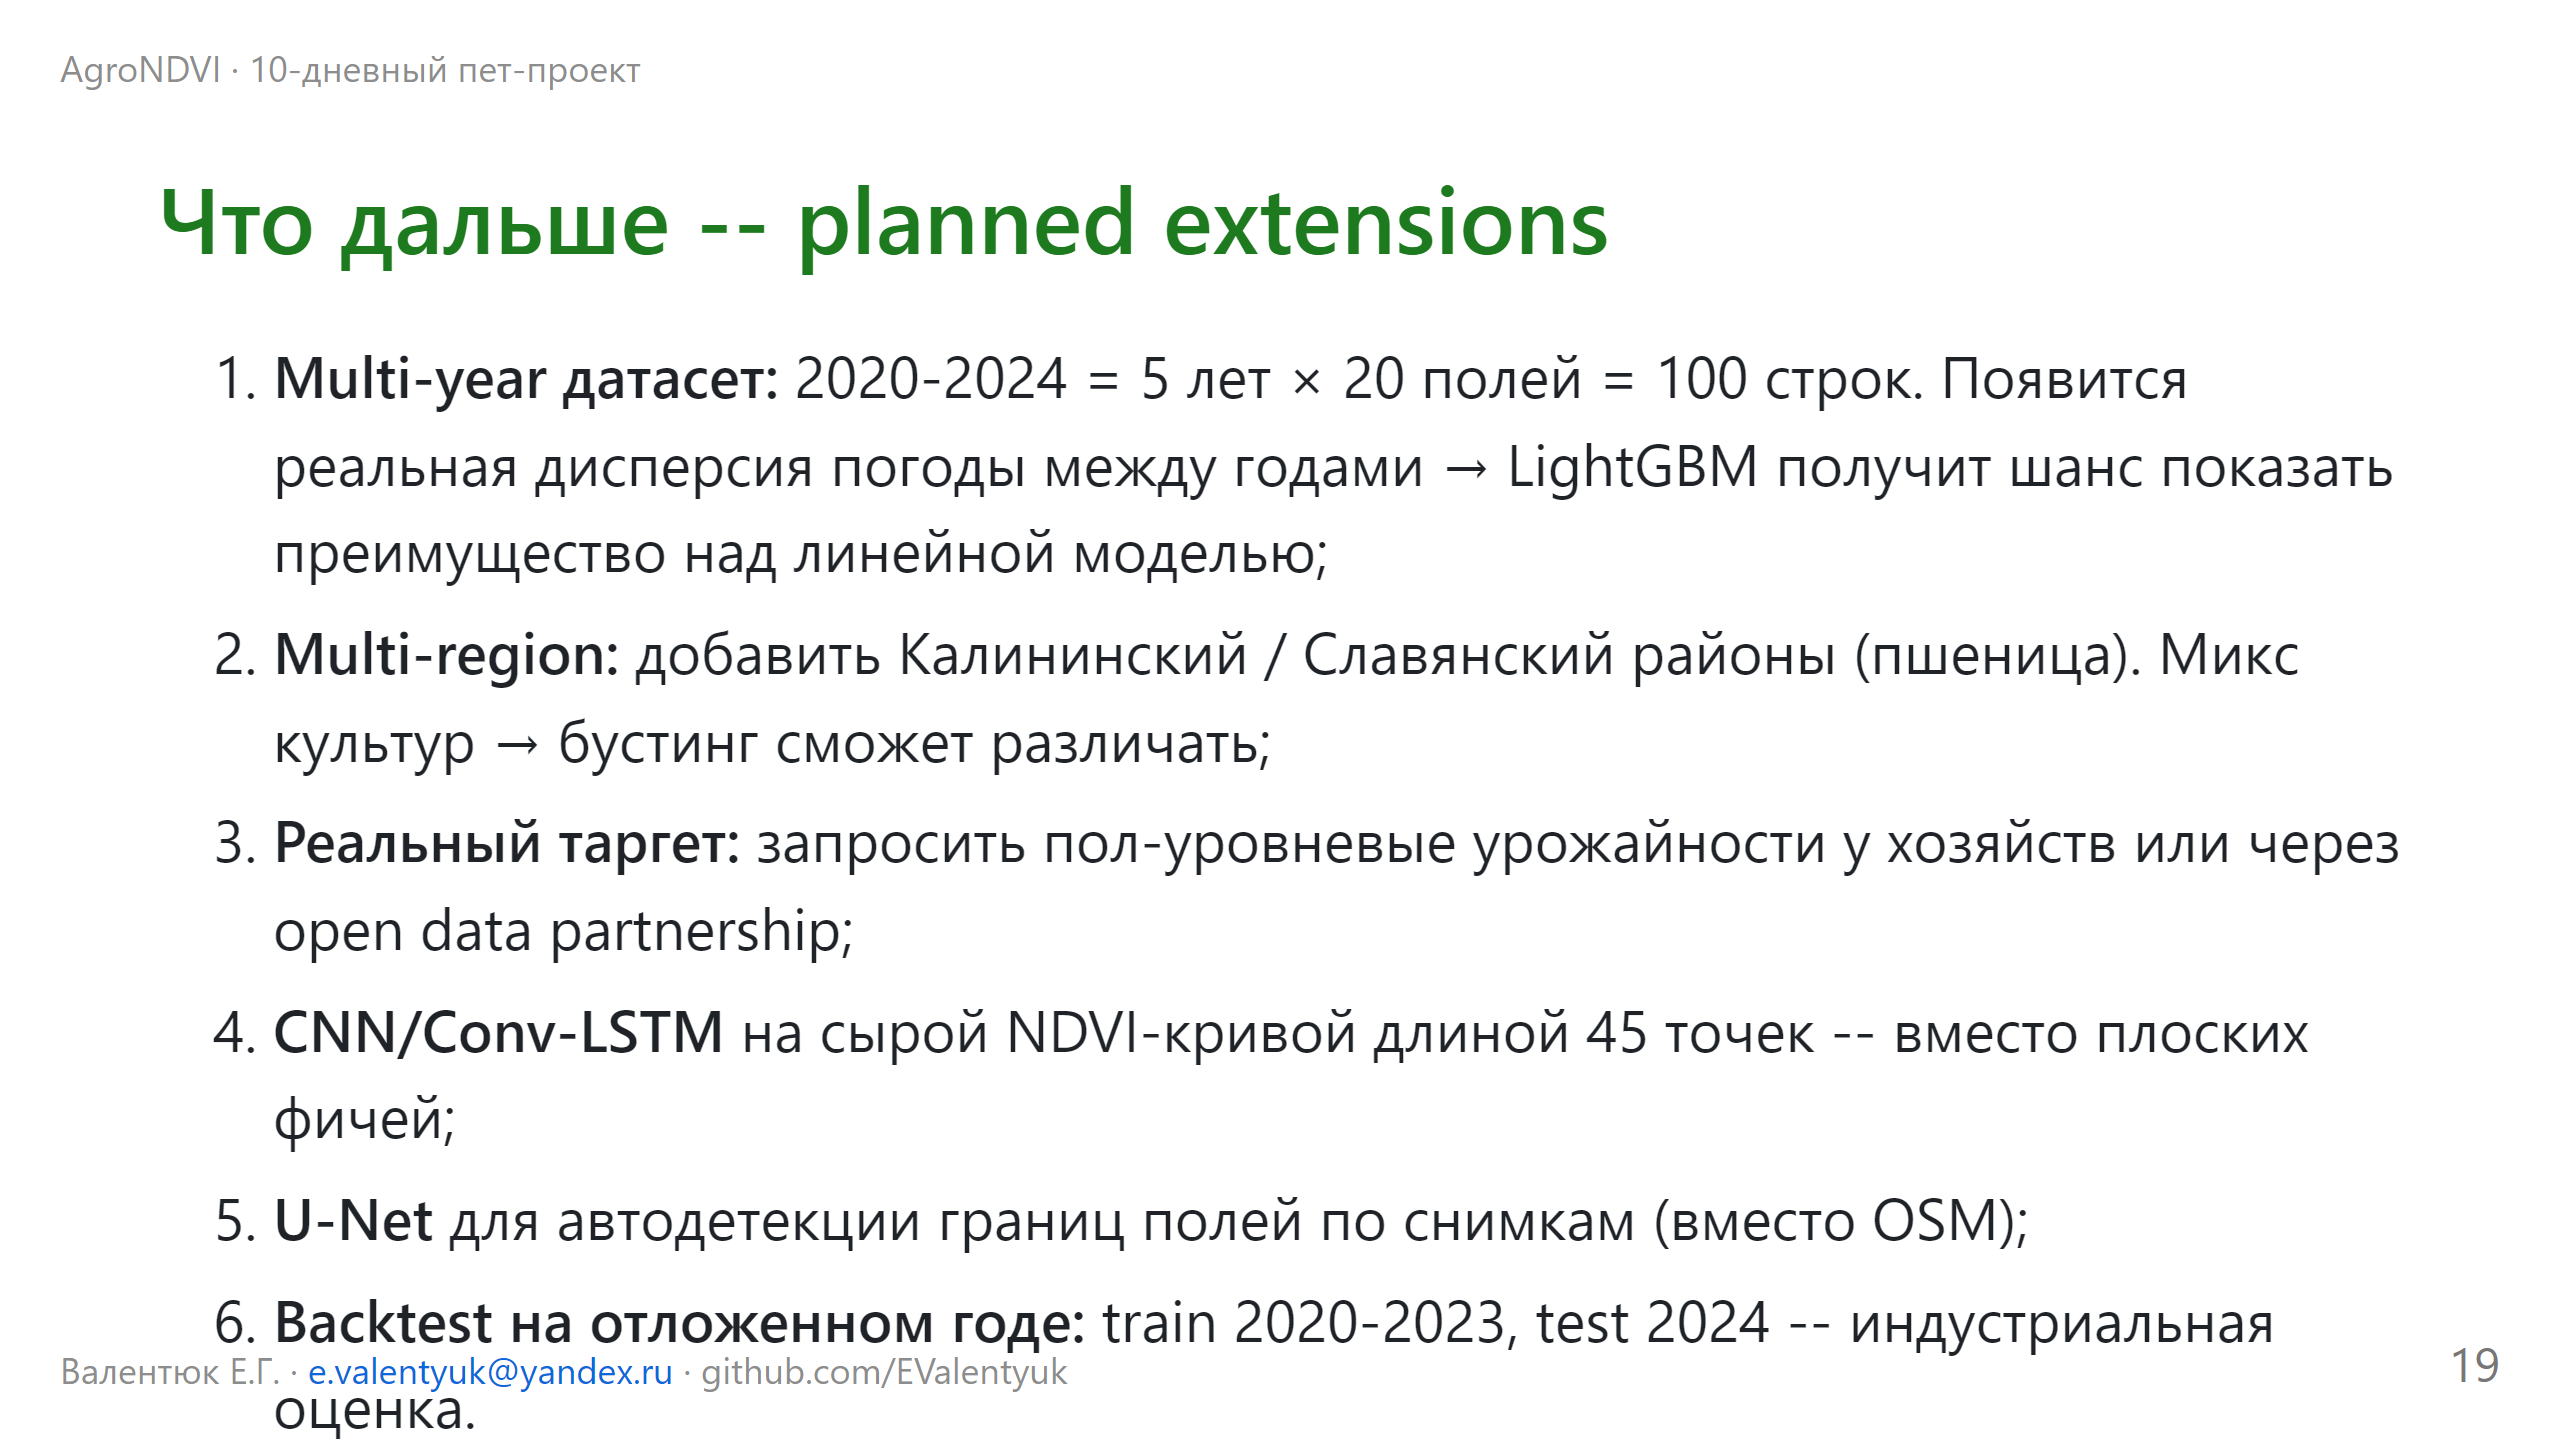 AgroNDVI · 10-дневный пет-проект
Что дальше -- planned extensions
1. Multi-year датасет: 2020-2024 = 5 лет × 20 полей = 100 строк. Появится
реальная дисперсия погоды между годами → LightGBM получит шанс показать
преимущество над линейной моделью;
2. Multi-region: добавить Калининский / Славянский районы (пшеница). Микс
культур → бустинг сможет различать;
3. Реальный таргет: запросить пол-уровневые урожайности у хозяйств или через
open data partnership;
4. CNN/Conv-LSTM на сырой NDVI-кривой длиной 45 точек -- вместо плоских
фичей;
5. U-Net для автодетекции границ полей по снимкам (вместо OSM);
6. Backtest на отложенном годе: train 2020-2023, test 2024 -- индустриальная
оценка.
Валентюк Е.Г. · e.valentyuk@yandex.ru · github.com/EValentyuk
19